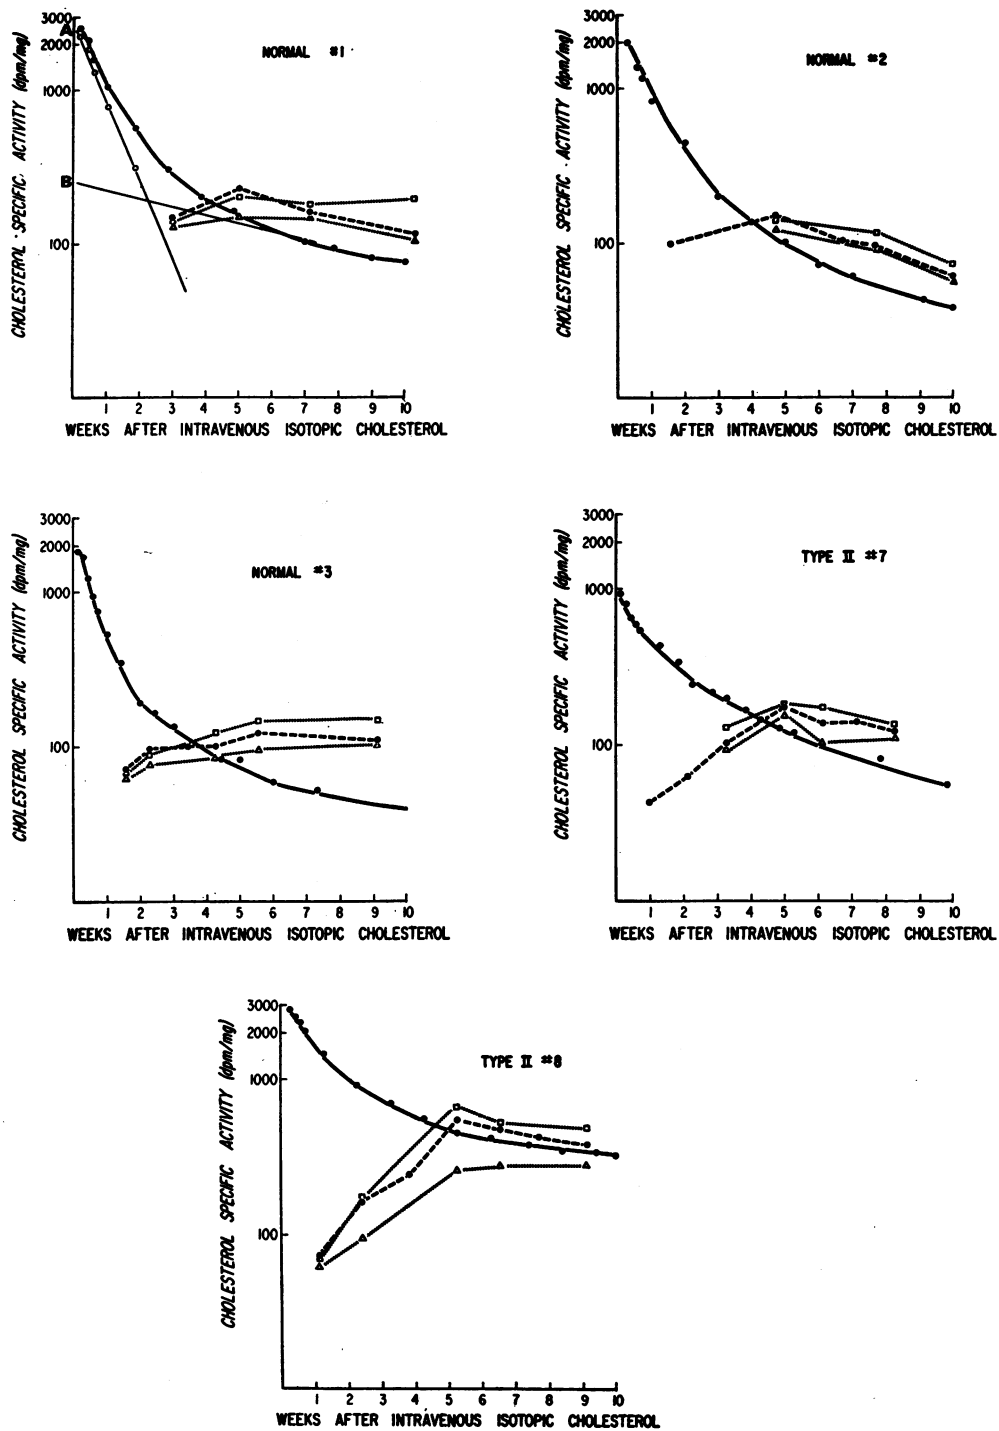 CHOLESTEROL SPECIFIC ACTIVITY (dpm/mg)
3000
A
2000
1000
B
100
NORMAL #1
1 2 3 4 5 6 7 8 9 10
WEEKS AFTER INTRAVENOUS ISOTOPIC CHOLESTEROL
CHOLESTEROL SPECIFIC ACTIVITY (dpm/mg)
3000
2000
1000
100
NORMAL #2
1 2 3 4 5 6 7 8 9 10
WEEKS AFTER INTRAVENOUS ISOTOPIC CHOLESTEROL
CHOLESTEROL SPECIFIC ACTIVITY (dpm/mg)
3000
2000
1000
100
NORMAL #3
1 2 3 4 5 6 7 8 9 10
WEEKS AFTER INTRAVENOUS ISOTOPIC CHOLESTEROL
CHOLESTEROL SPECIFIC ACTIVITY (dpm/mg)
3000
2000
1000
100
TYPE II #7
1 2 3 4 5 6 7 8 9 10
WEEKS AFTER INTRAVENOUS ISOTOPIC CHOLESTEROL
CHOLESTEROL SPECIFIC ACTIVITY (dpm/mg)
3000
2000
1000
100
TYPE II #8
1 2 3 4 5 6 7 8 9 10
WEEKS AFTER INTRAVENOUS ISOTOPIC CHOLESTEROL